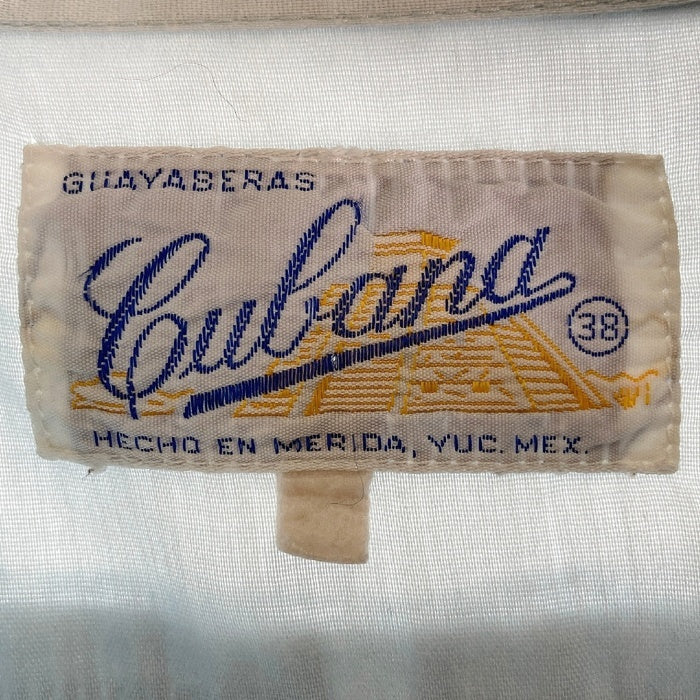 GUAYABERAS
Cubana
38
HECHO EN MERIDA, YUC. MEX.